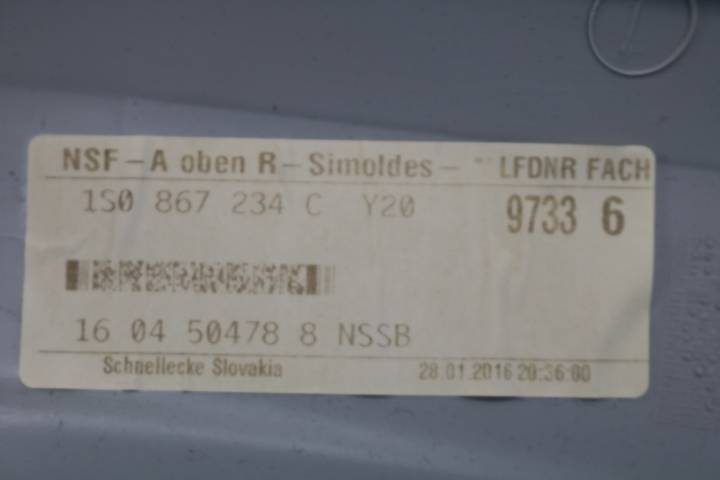 NSF - A oben R - Simoldes - LFDNR FACH
1S0 867 234 C Y20 9733 6
16 04 50478 8 NSSB
Schnellecke Slovakia 28.01.2016 20:36:00